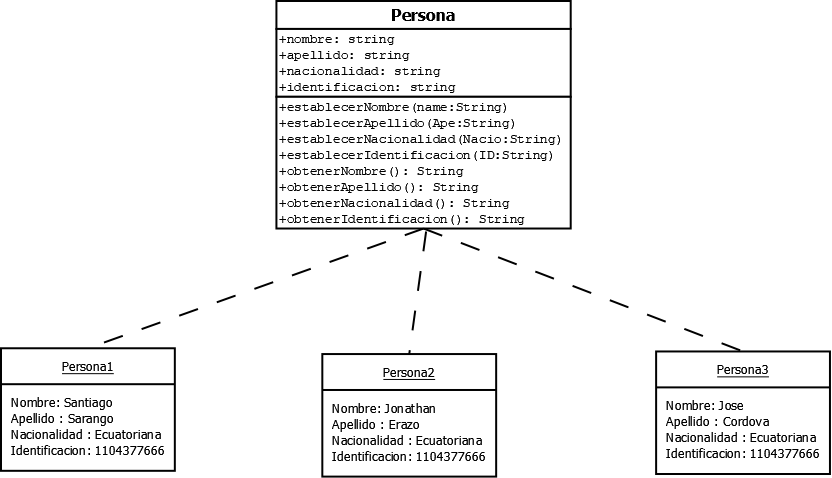 Persona
+nombre: string
+apellido: string
+nacionalidad: string
+identificacion: string
+establecerNombre(name:String)
+establecerApellido(Ape:String)
+establecerNacionalidad(Nacio:String)
+establecerIdentificacion(ID:String)
+obtenerNombre(): String
+obtenerApellido(): String
+obtenerNacionalidad(): String
+obtenerIdentificacion(): String
Persona1
Nombre: Santiago
Apellido : Sarango
Nacionalidad : Ecuatoriana
Identificacion: 1104377666
Persona2
Nombre: Jonathan
Apellido : Erazo
Nacionalidad : Ecuatoriana
Identificacion: 1104377666
Persona3
Nombre: Jose
Apellido : Cordova
Nacionalidad : Ecuatoriana
Identificacion: 1104377666